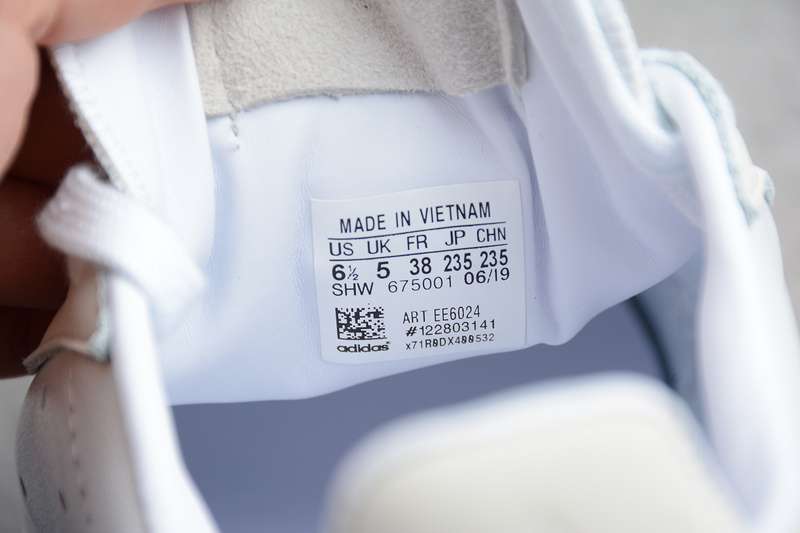 MADE IN VIETNAM
US UK FR JP CHN
6½ 5 38 235 235
SHW 675001 06/19
ART EE6024
#122803141
adidas x71R0DX400532